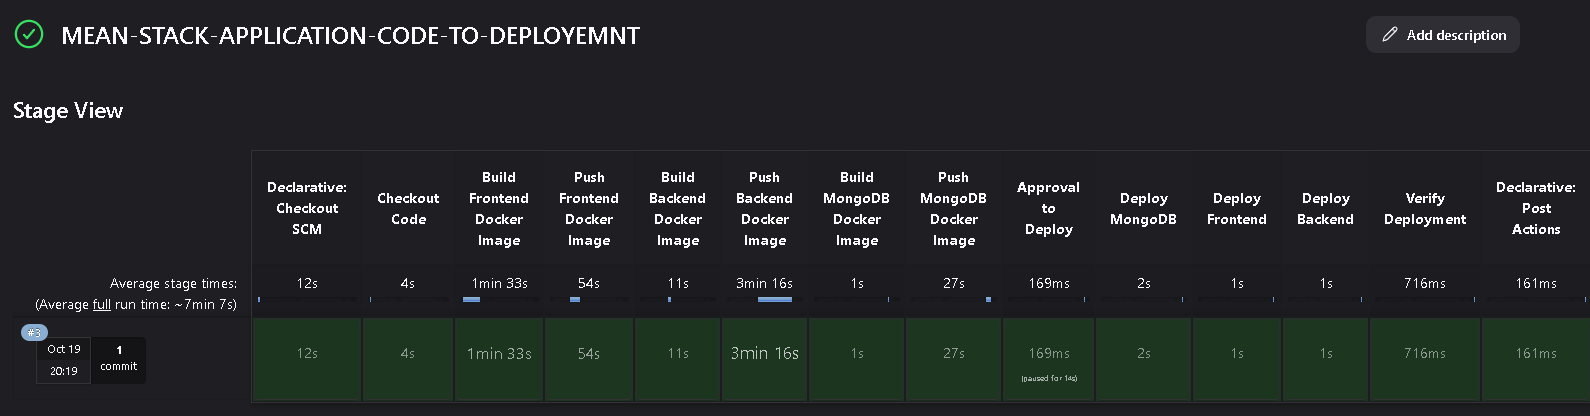 MEAN-STACK-APPLICATION-CODE-TO-DEPLOYEMNT
Add description
Stage View
Declarative:
Checkout
SCM
Checkout
Code
Build
Frontend
Docker
Image
Push
Frontend
Docker
Image
Build
Backend
Docker
Image
Push
Backend
Docker
Image
Build
MongoDB
Docker
Image
Push
MongoDB
Docker
Image
Approval
to
Deploy
Deploy
MongoDB
Deploy
Frontend
Deploy
Backend
Verify
Deployment
Declarative:
Post
Actions
Average stage times:
(Average full run time: ~7min 7s)
12s
4s
1min 33s
54s
11s
3min 16s
1s
27s
169ms
2s
1s
1s
716ms
161ms
#3
Oct 19
20:19
1
commit
12s
4s
1min 33s
54s
11s
3min 16s
1s
27s
169ms
(paused for 14s)
2s
1s
1s
716ms
161ms